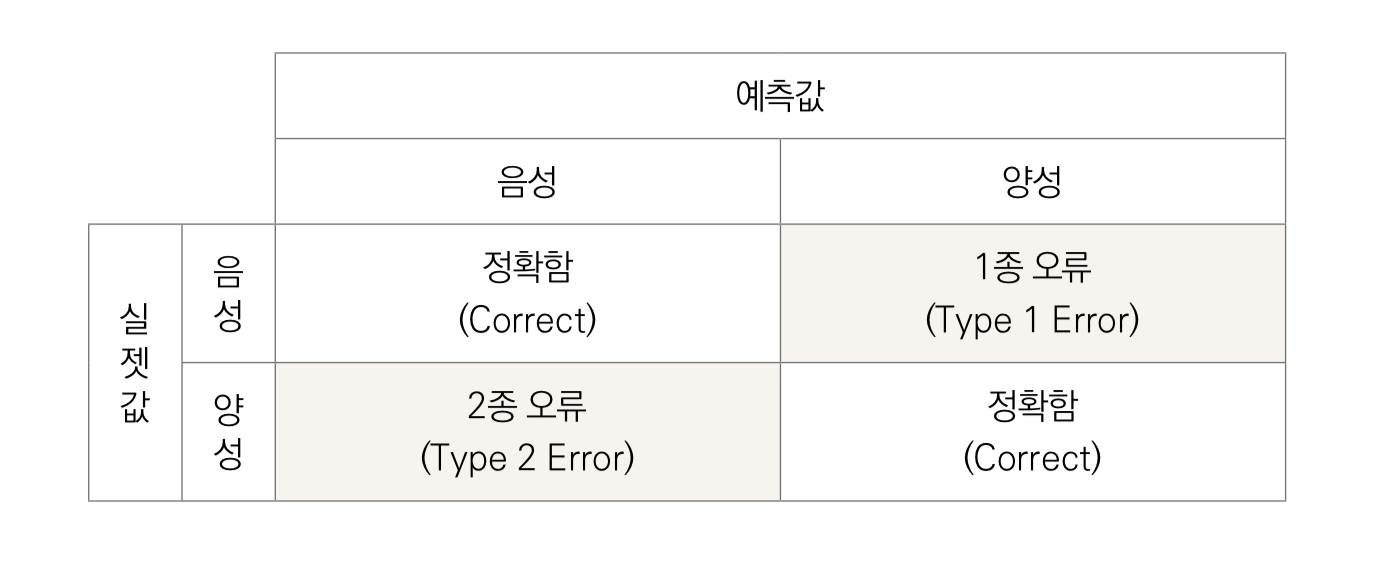 예측값
음성
양성
실젯값
음성
정확함
(Correct)
1종 오류
(Type 1 Error)
양성
2종 오류
(Type 2 Error)
정확함
(Correct)